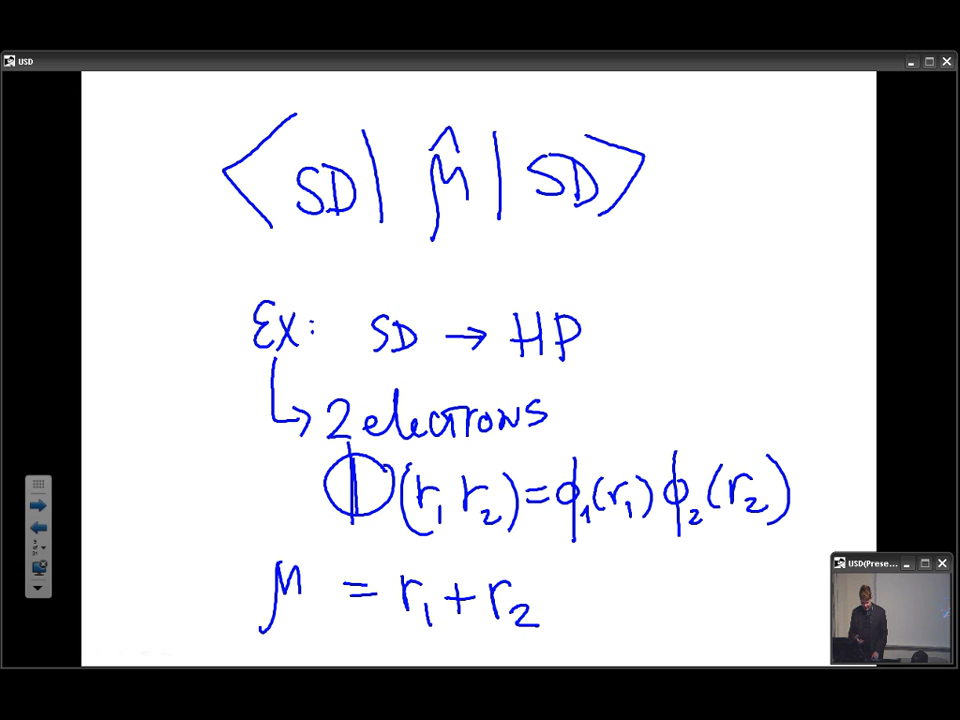 USD
⟨SD| μ̂ |SD⟩
Ex: SD → HP
↳ 2 electrons
Φ(r₁ r₂) = ϕ₁(r₁) ϕ₂(r₂)
μ = r₁ + r₂
USD(Prese...